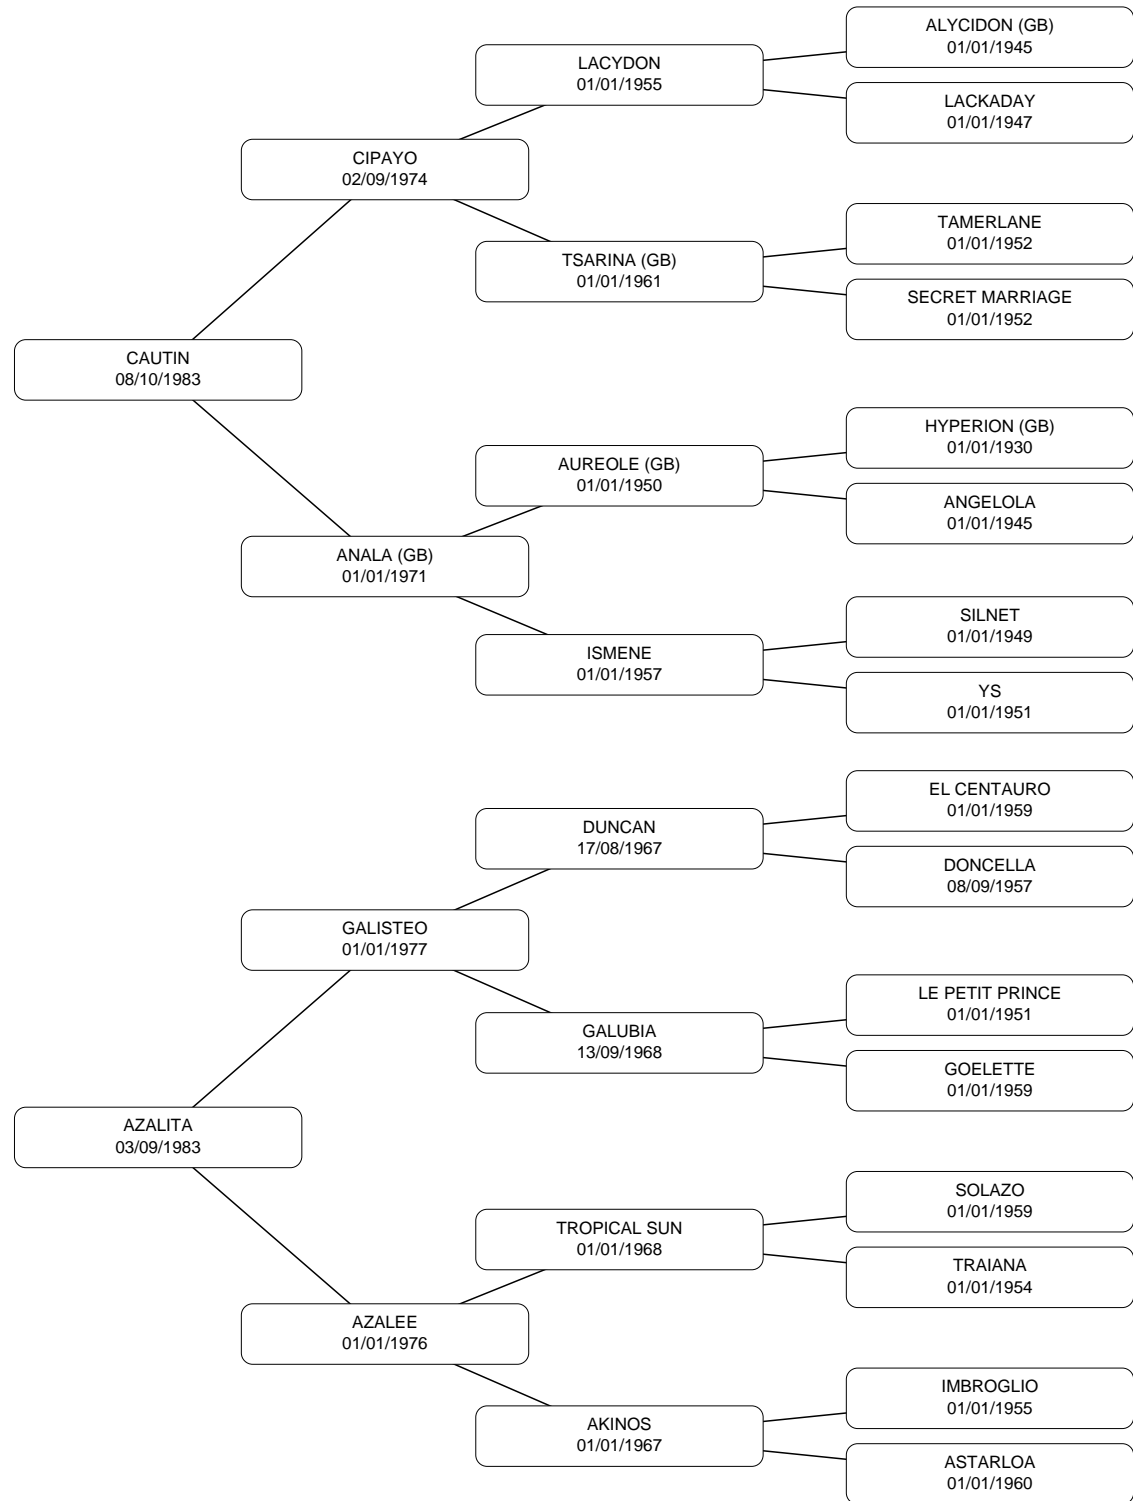 ALYCIDON (GB)
01/01/1945
LACYDON
01/01/1955
LACKADAY
01/01/1947
CIPAYO
02/09/1974
TAMERLANE
01/01/1952
TSARINA (GB)
01/01/1961
SECRET MARRIAGE
01/01/1952
CAUTIN
08/10/1983
HYPERION (GB)
01/01/1930
AUREOLE (GB)
01/01/1950
ANGELOLA
01/01/1945
ANALA (GB)
01/01/1971
SILNET
01/01/1949
ISMENE
01/01/1957
YS
01/01/1951
EL CENTAURO
01/01/1959
DUNCAN
17/08/1967
DONCELLA
08/09/1957
GALISTEO
01/01/1977
LE PETIT PRINCE
01/01/1951
GALUBIA
13/09/1968
GOELETTE
01/01/1959
AZALITA
03/09/1983
SOLAZO
01/01/1959
TROPICAL SUN
01/01/1968
TRAIANA
01/01/1954
AZALEE
01/01/1976
IMBROGLIO
01/01/1955
AKINOS
01/01/1967
ASTARLOA
01/01/1960